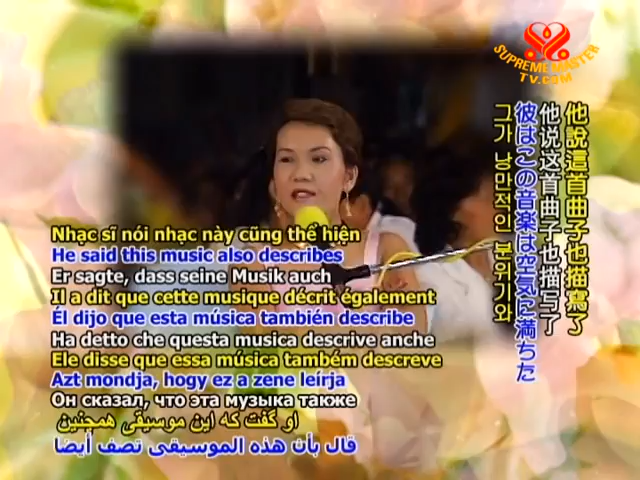 SUPREME MASTER
TV.COM
他說這首曲子也描寫了
他说这首曲子也描写了
彼はこの音楽は空気に満ちた
그가 낭만적인 분위기와
Nhạc sĩ nói nhạc này cũng thể hiện
He said this music also describes
Er sagte, dass seine Musik auch
Il a dit que cette musique décrit également
Él dijo que esta música también describe
Ha detto che questa musica descrive anche
Ele disse que essa música também descreve
Azt mondja, hogy ez a zene leírja
Он сказал, что эта музыка также
او گفت که این موسیقی همچنین
قال بأن هذه الموسيقى تصف أيضا